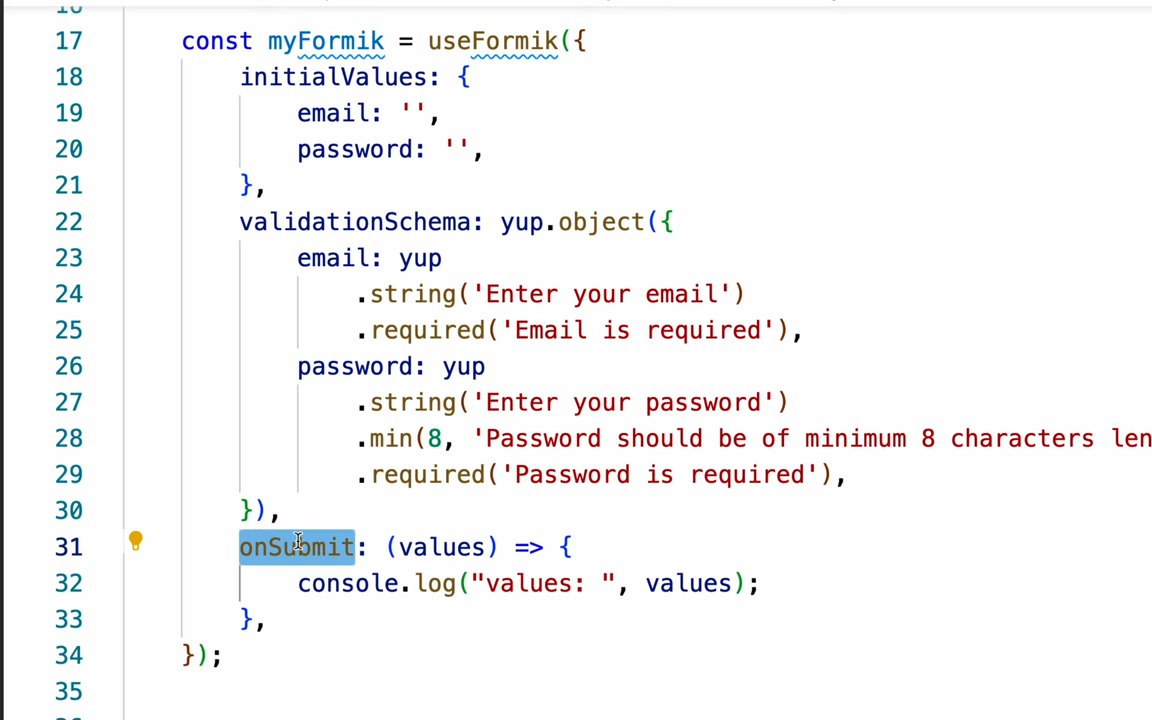 16
17 const myFormik = useFormik({
18 initialValues: {
19 email: '',
20 password: '',
21 },
22 validationSchema: yup.object({
23 email: yup
24 .string('Enter your email')
25 .required('Email is required'),
26 password: yup
27 .string('Enter your password')
28 .min(8, 'Password should be of minimum 8 characters len
29 .required('Password is required'),
30 }),
31 onSubmit: (values) => {
32 console.log("values: ", values);
33 },
34 });
35